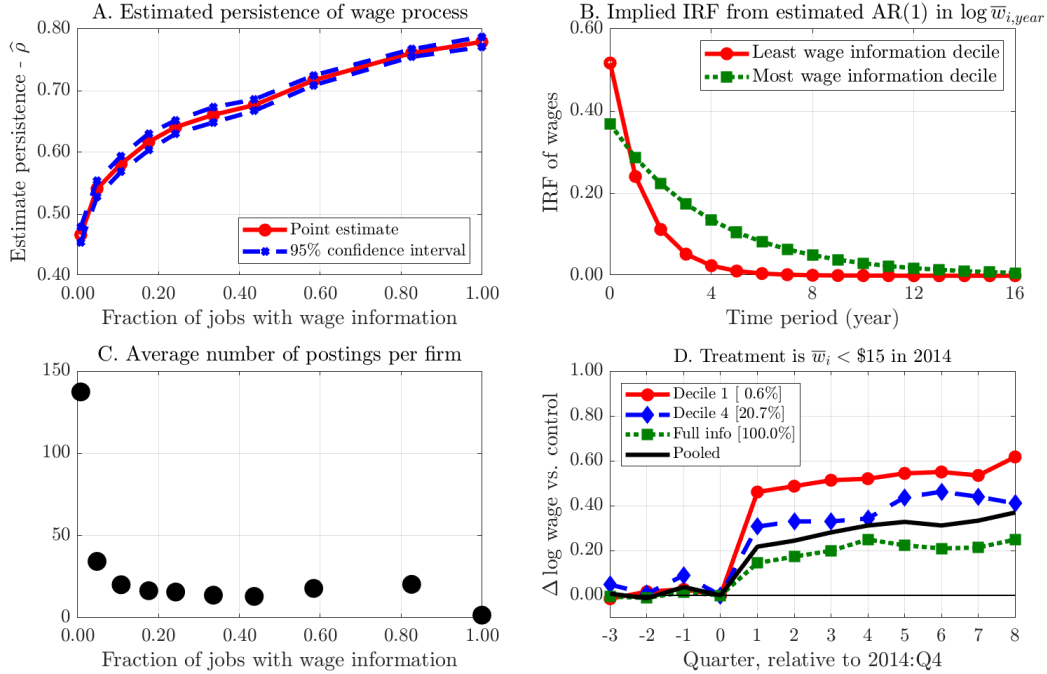 A. Estimated persistence of wage process
0.80
0.70
0.60
0.50
0.40
Estimate persistence - ρ̂
Point estimate
95% confidence interval
0.00 0.20 0.40 0.60 0.80 1.00
Fraction of jobs with wage information
B. Implied IRF from estimated AR(1) in log w̅i,year
0.60
0.40
0.20
0.00
IRF of wages
Least wage information decile
Most wage information decile
0 4 8 12 16
Time period (year)
C. Average number of postings per firm
150
100
50
0
0.00 0.20 0.40 0.60 0.80 1.00
Fraction of jobs with wage information
D. Treatment is w̅i < $15 in 2014
1.00
0.80
0.60
0.40
0.20
0.00
Δ log wage vs. control
Decile 1 [ 0.6%]
Decile 4 [20.7%]
Full info [100.0%]
Pooled
-3 -2 -1 0 1 2 3 4 5 6 7 8
Quarter, relative to 2014:Q4